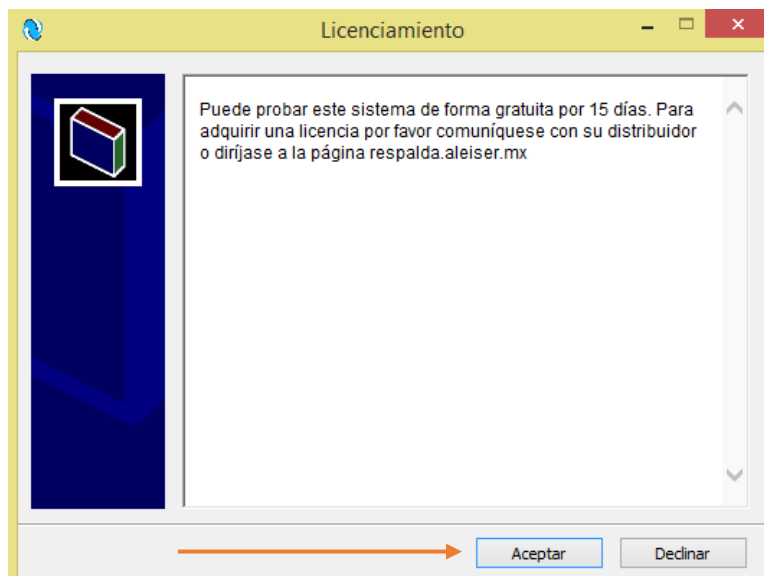 Licenciamiento
Puede probar este sistema de forma gratuita por 15 días. Para
adquirir una licencia por favor comuníquese con su distribuidor
o diríjase a la página respalda.aleiser.mx
Aceptar
Declinar